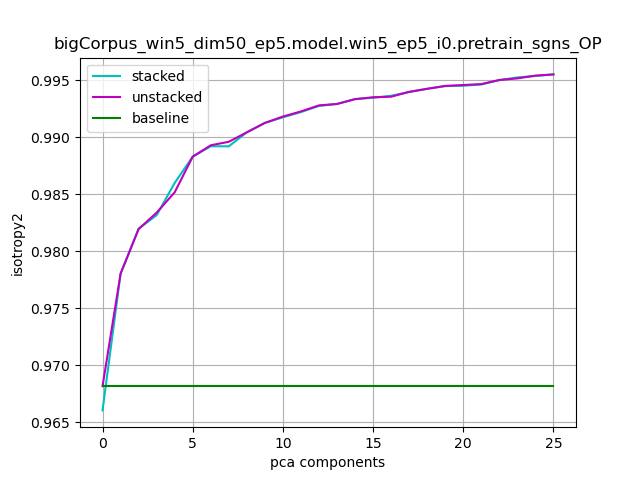 bigCorpus_win5_dim50_ep5.model.win5_ep5_i0.pretrain_sgns_OP
stacked
unstacked
baseline
0.995
0.990
0.985
0.980
0.975
0.970
0.965
isotropy2
0 5 10 15 20 25
pca components